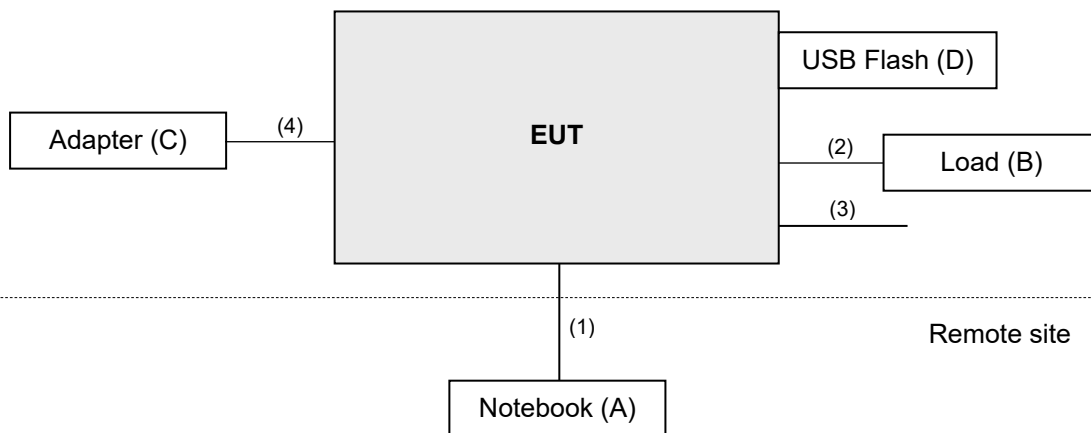 USB Flash (D)
Adapter (C)
(4)
EUT
(2)
Load (B)
(3)
(1)
Remote site
Notebook (A)